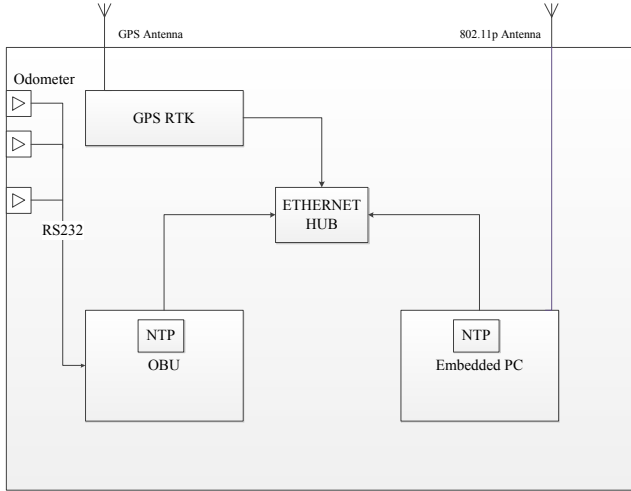 GPS Antenna
802.11p Antenna
Odometer
GPS RTK
ETHERNET
HUB
RS232
NTP
OBU
NTP
Embedded PC